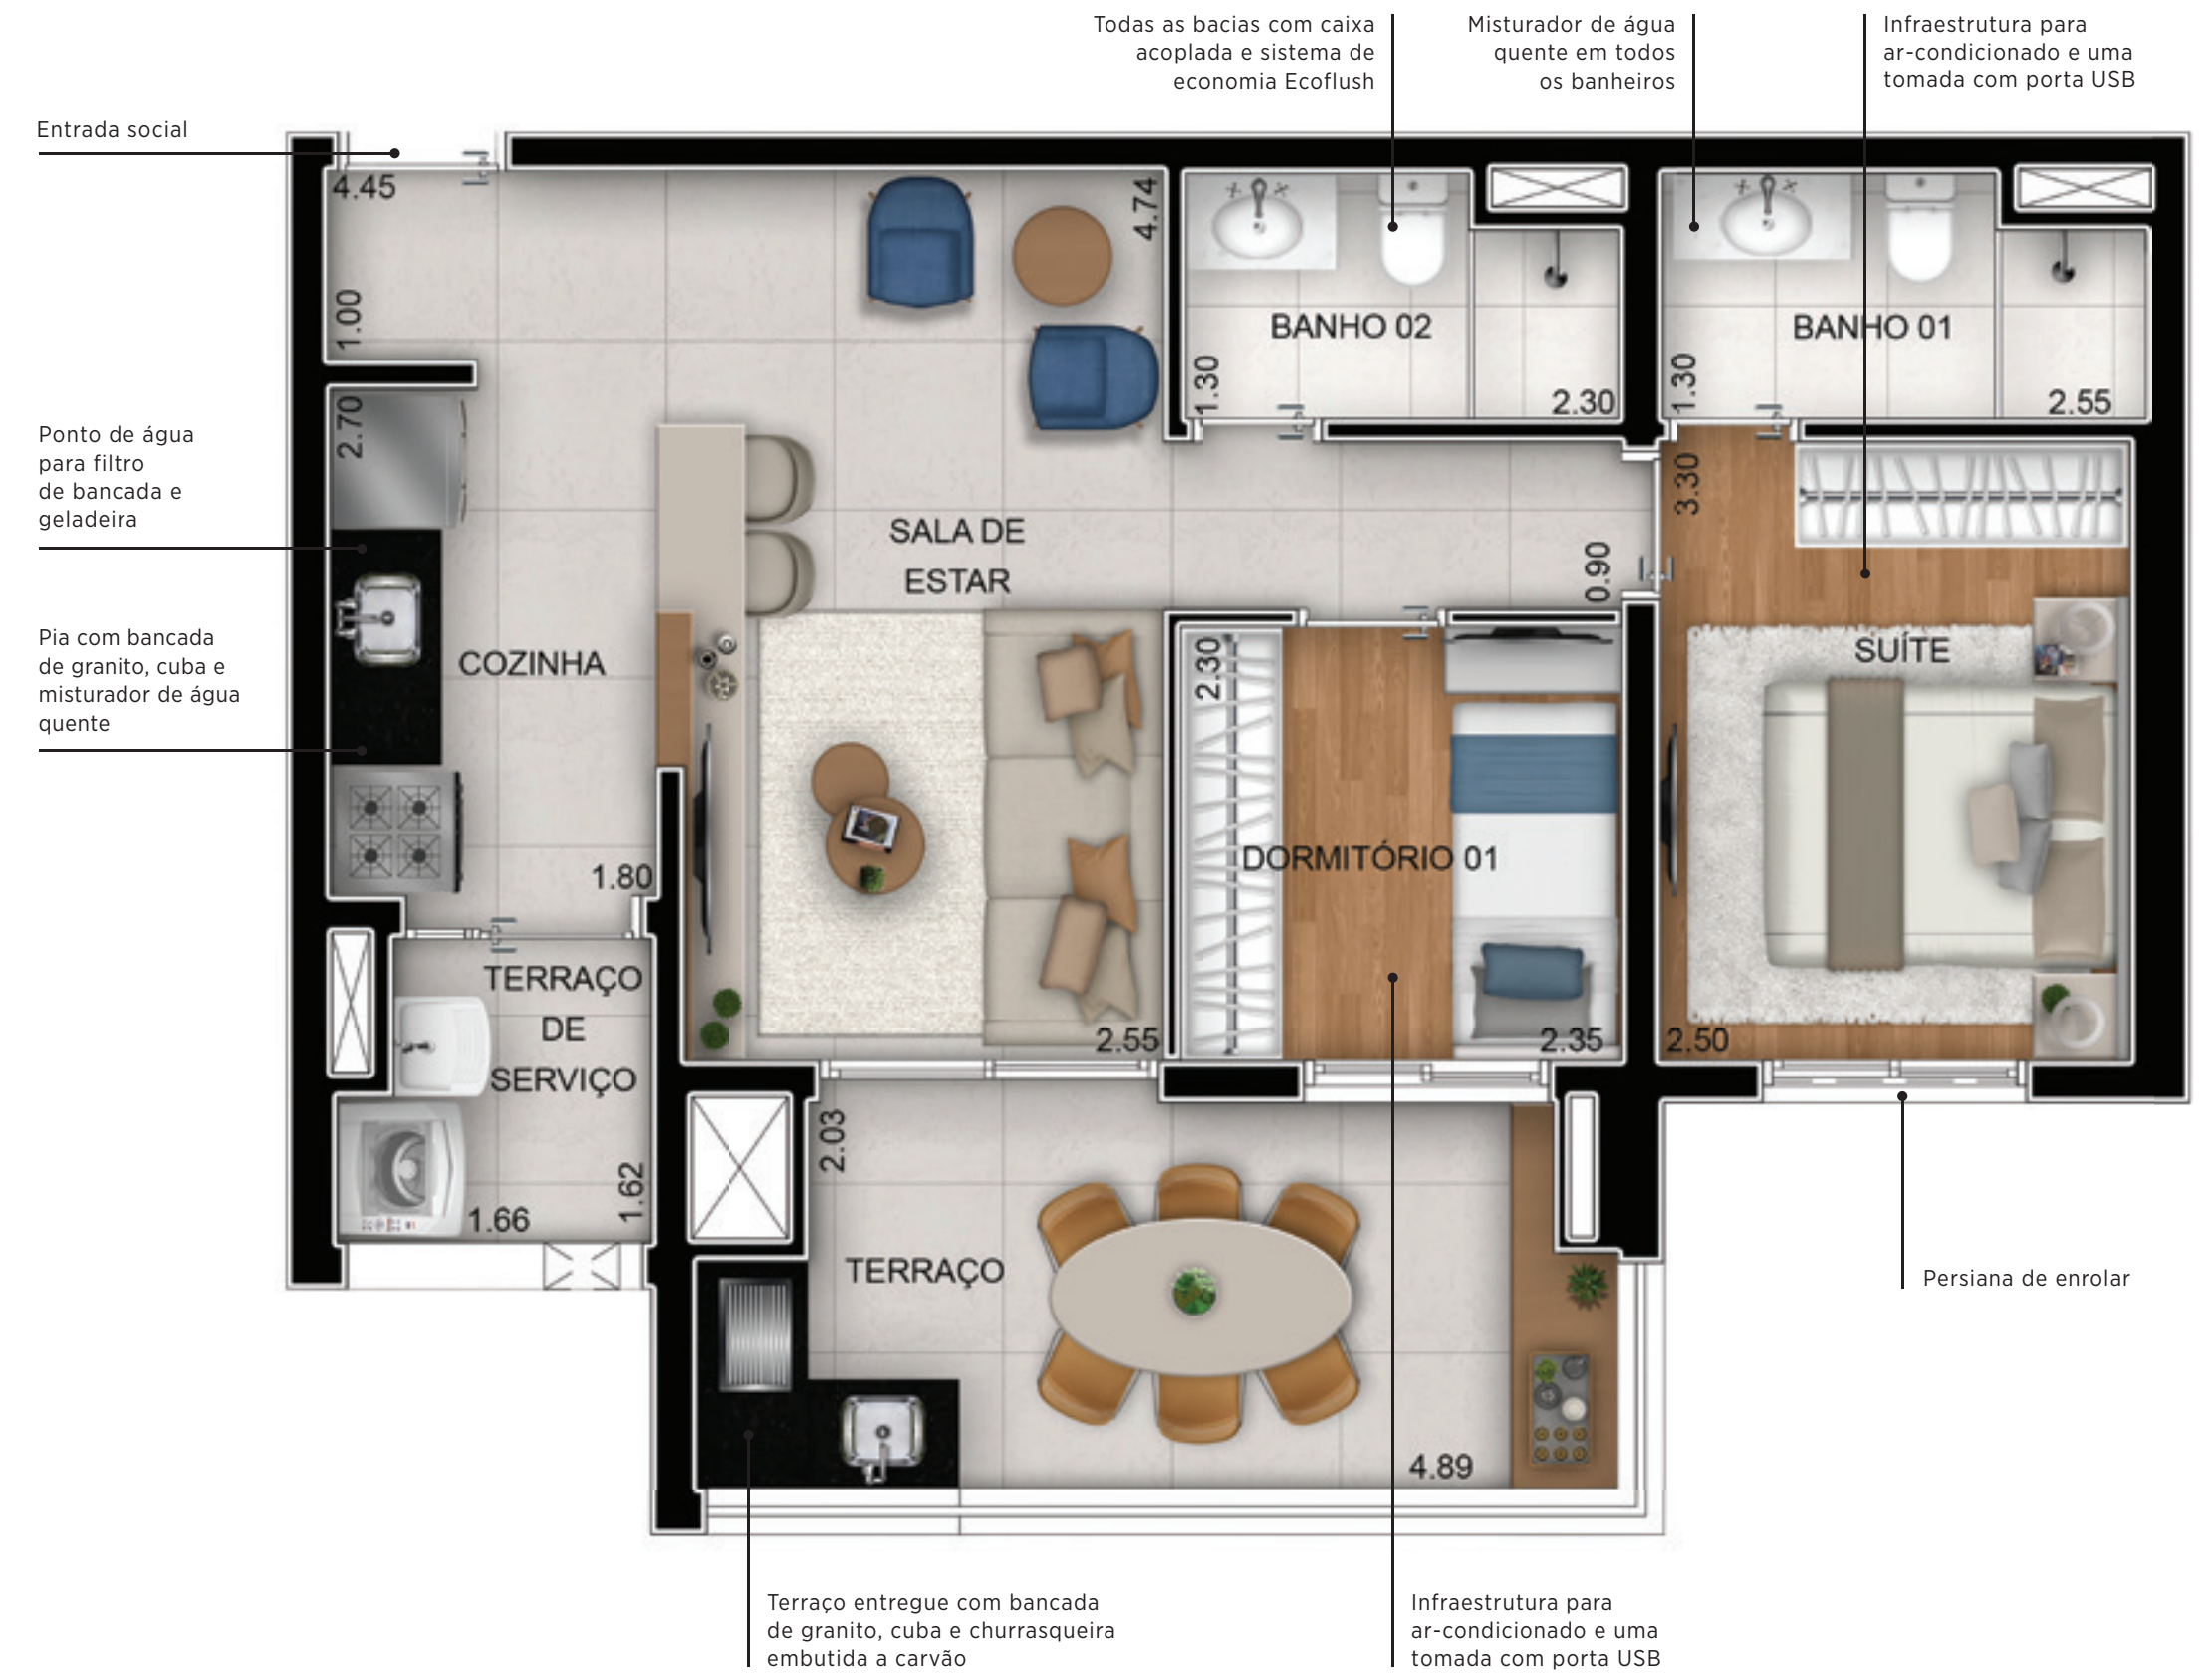 Todas as bacias com caixa
acoplada e sistema de
economia Ecoflush
Misturador de água
quente em todos
os banheiros
Infraestrutura para
ar-condicionado e uma
tomada com porta USB
Entrada social
4.45
4.74
1.00
BANHO 02
1.30
2.30
BANHO 01
1.30
2.55
Ponto de água
para filtro
de bancada e
geladeira
2.70
3.30
SALA DE
ESTAR
0.90
Pia com bancada
de granito, cuba e
misturador de água
quente
COZINHA
2.30
SUÍTE
DORMITÓRIO 01
1.80
TERRAÇO
DE
SERVIÇO
2.55
2.35
2.50
2.03
1.62
1.66
TERRAÇO
4.89
Persiana de enrolar
Terraço entregue com bancada
de granito, cuba e churrasqueira
embutida a carvão
Infraestrutura para
ar-condicionado e uma
tomada com porta USB